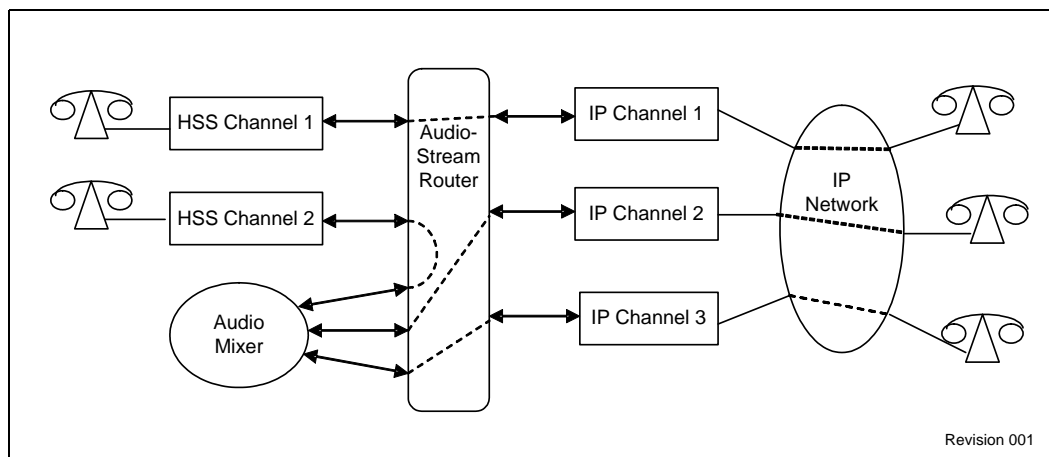 HSS Channel 1
HSS Channel 2
Audio
Mixer
Audio-
Stream
Router
IP Channel 1
IP Channel 2
IP Channel 3
IP
Network
Revision 001